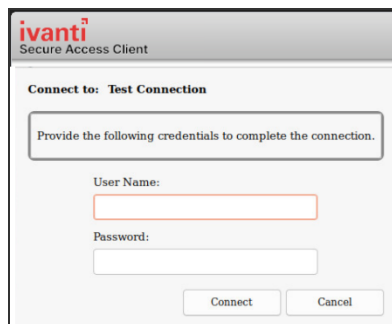 ivanti
Secure Access Client
Connect to: Test Connection
Provide the following credentials to complete the connection.
User Name:
Password:
Connect
Cancel